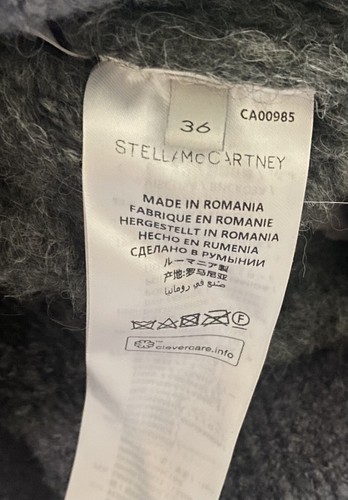 36
CA00985
STELLA McCARTNEY
MADE IN ROMANIA
FABRIQUE EN ROMANIE
HERGESTELLT IN ROMANIA
HECHO EN RUMENIA
СДЕЛАНО В РУМЫНИИ
ルーマニア製
产地:罗马尼亚
صنع في رومانيا
F
clevercare.info